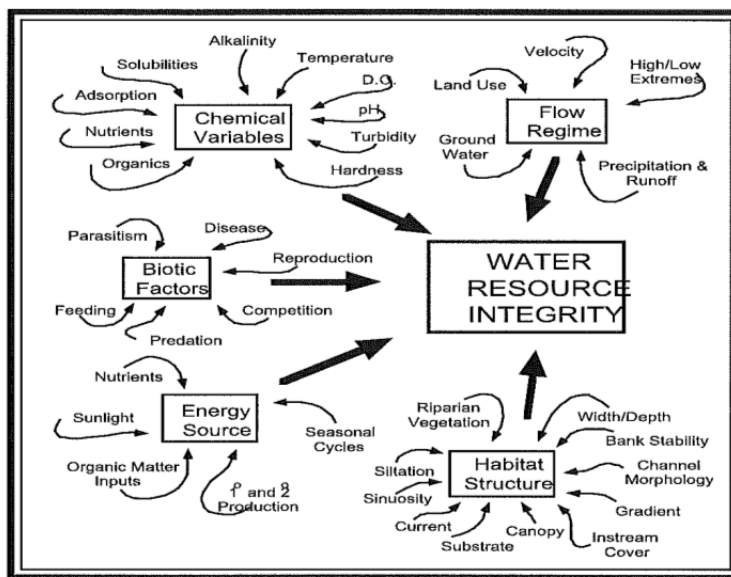 Alkalinity
Solubilities
Temperature
Adsorption
D.O.
Chemical
Variables
pH
Nutrients
Turbidity
Organics
Hardness
Velocity
High/Low
Extremes
Land Use
Flow
Regime
Ground
Water
Precipitation &
Runoff
Parasitism
Disease
Biotic
Factors
Reproduction
Feeding
Competition
Predation
WATER
RESOURCE
INTEGRITY
Nutrients
Sunlight
Energy
Source
Seasonal
Cycles
Organic Matter
Inputs
1° and 2°
Production
Riparian
Vegetation
Width/Depth
Bank Stability
Siltation
Habitat
Structure
Channel
Morphology
Sinuosity
Gradient
Current
Substrate
Canopy
Instream
Cover